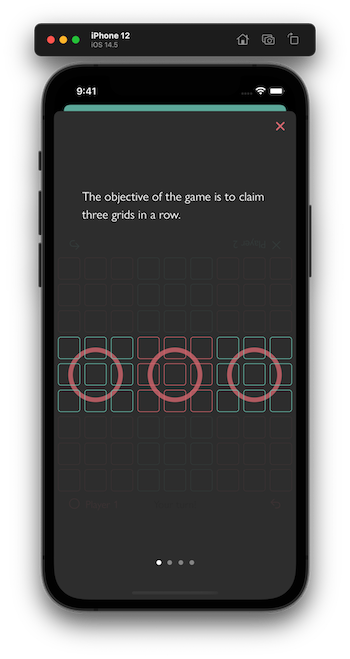 iPhone 12
iOS 14.5
9:41
The objective of the game is to claim
three grids in a row.